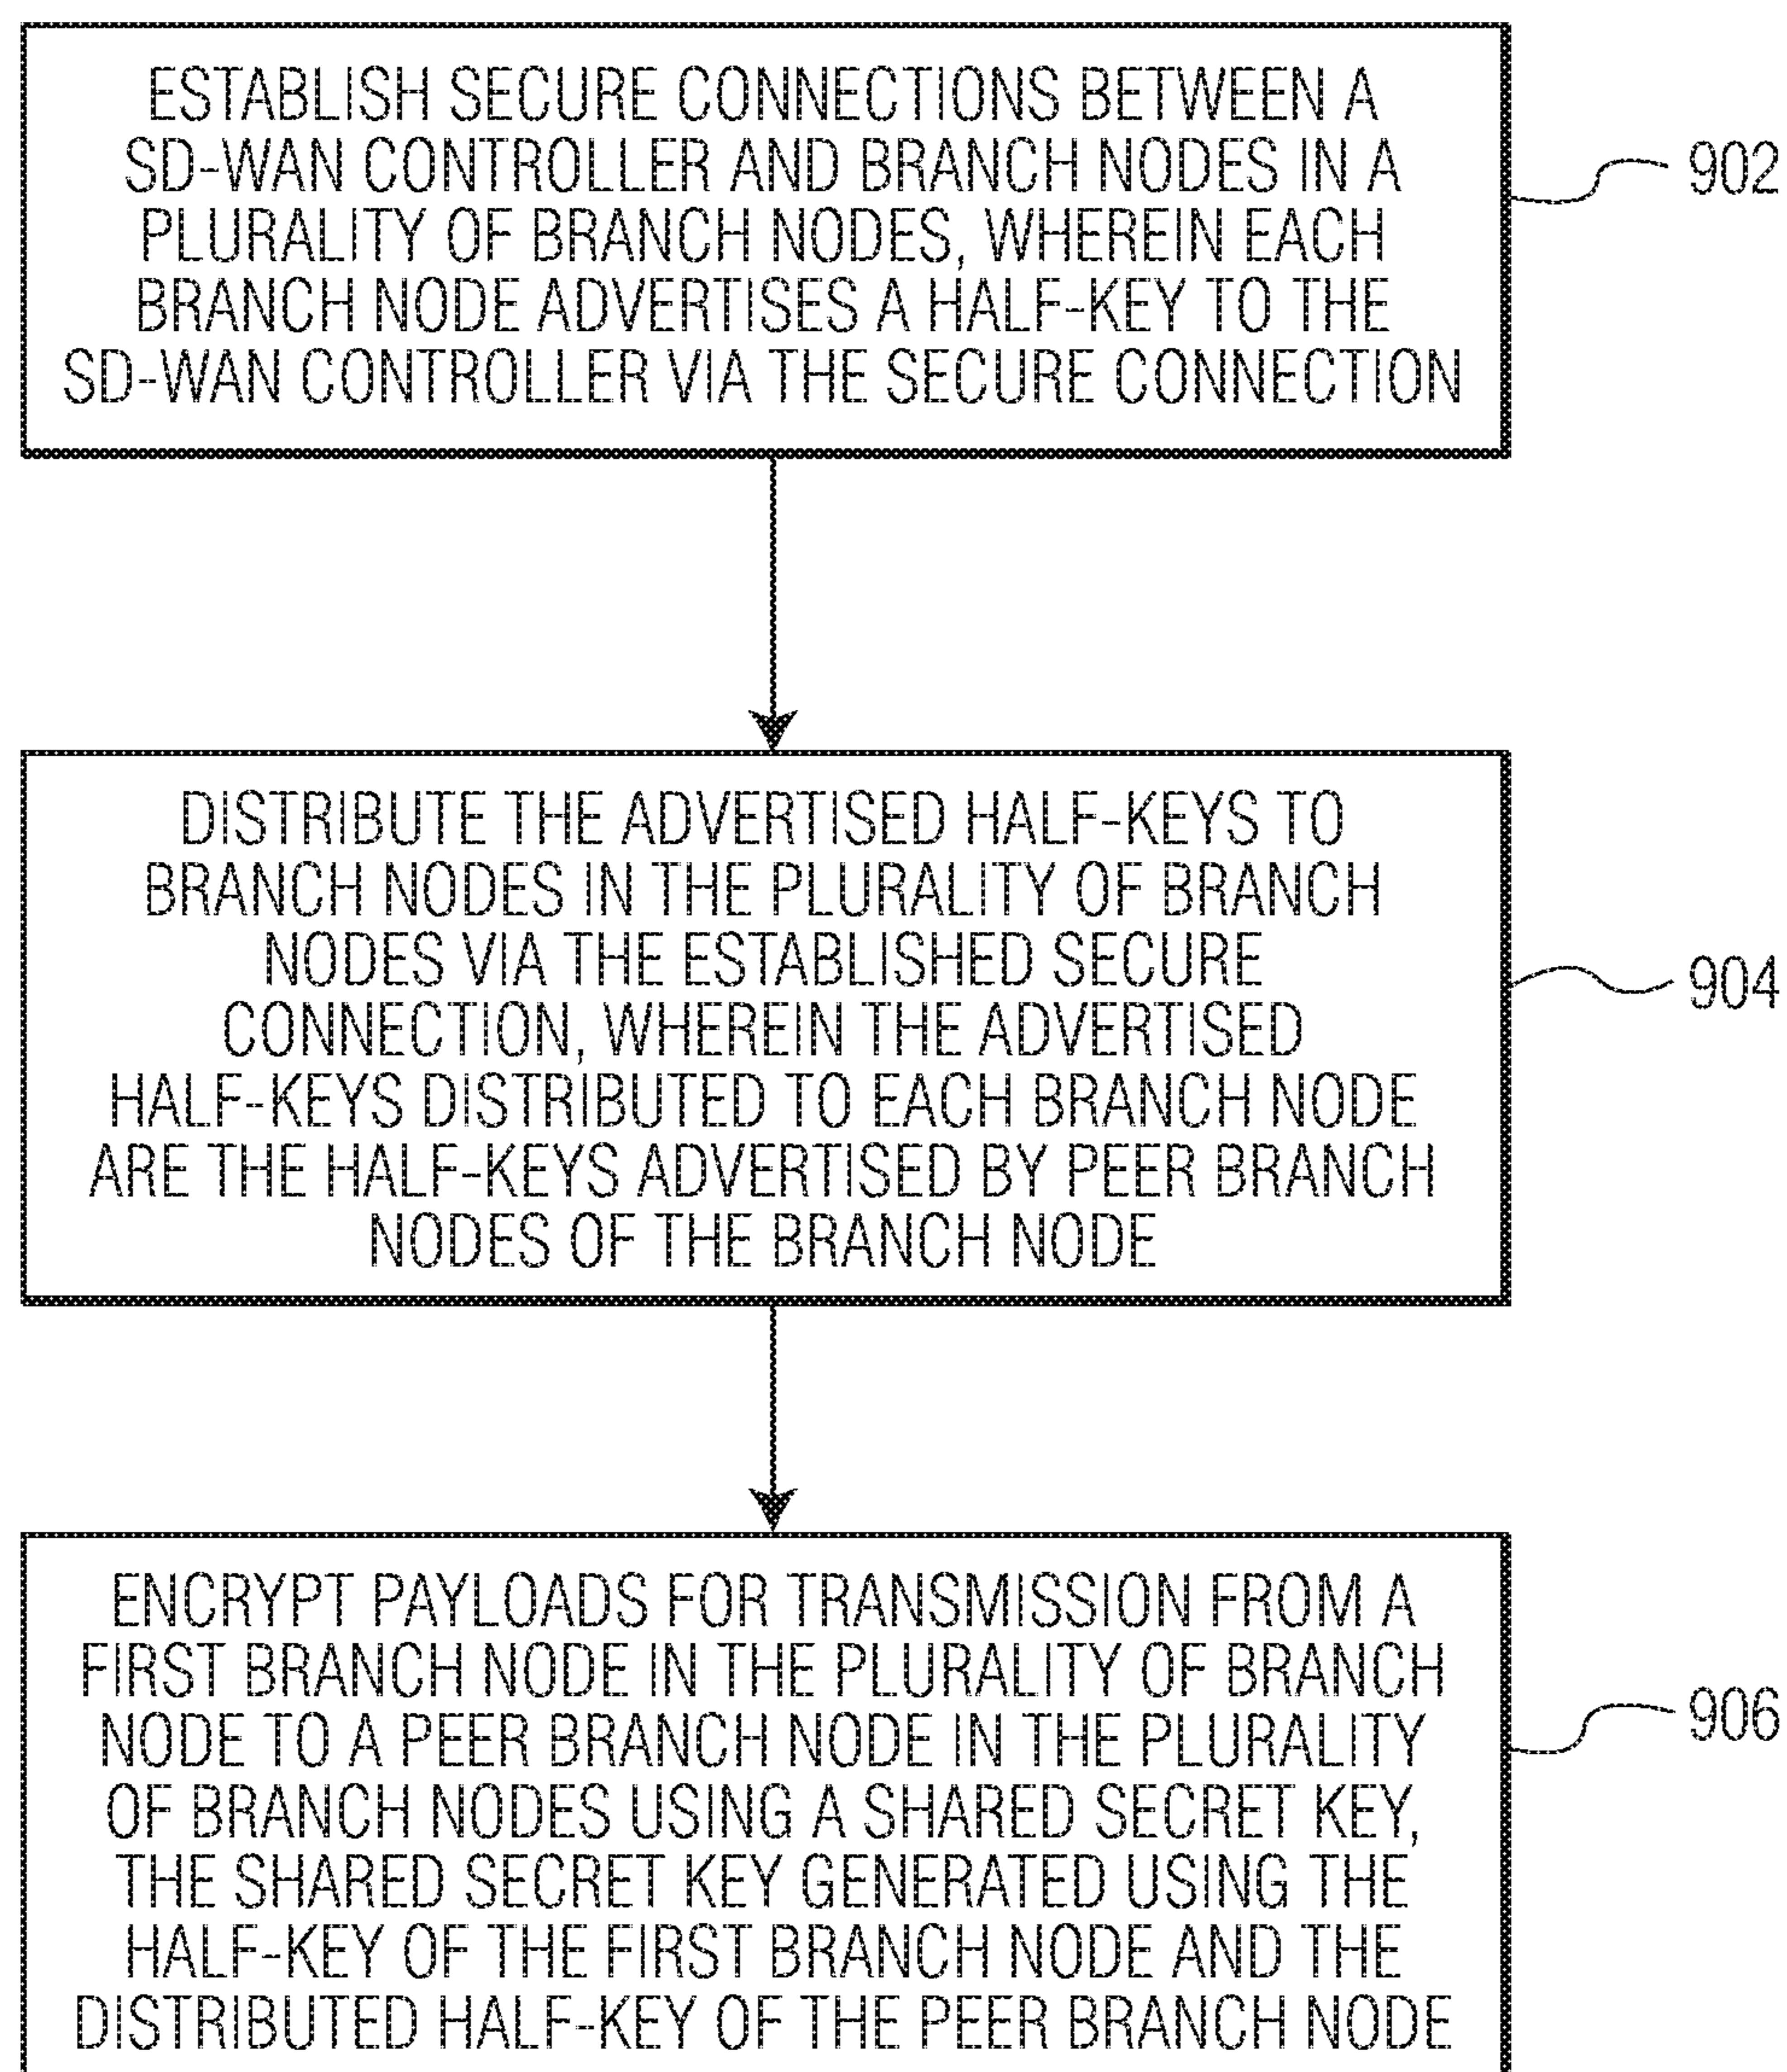 ESTABLISH SECURE CONNECTIONS BETWEEN A
SD-WAN CONTROLLER AND BRANCH NODES IN A
PLURALITY OF BRANCH NODES, WHEREIN EACH
BRANCH NODE ADVERTISES A HALF-KEY TO THE
SD-WAN CONTROLLER VIA THE SECURE CONNECTION
902
DISTRIBUTE THE ADVERTISED HALF-KEYS TO
BRANCH NODES IN THE PLURALITY OF BRANCH
NODES VIA THE ESTABLISHED SECURE
CONNECTION, WHEREIN THE ADVERTISED
HALF-KEYS DISTRIBUTED TO EACH BRANCH NODE
ARE THE HALF-KEYS ADVERTISED BY PEER BRANCH
NODES OF THE BRANCH NODE
904
ENCRYPT PAYLOADS FOR TRANSMISSION FROM A
FIRST BRANCH NODE IN THE PLURALITY OF BRANCH
NODE TO A PEER BRANCH NODE IN THE PLURALITY
OF BRANCH NODES USING A SHARED SECRET KEY,
THE SHARED SECRET KEY GENERATED USING THE
HALF-KEY OF THE FIRST BRANCH NODE AND THE
DISTRIBUTED HALF-KEY OF THE PEER BRANCH NODE
906